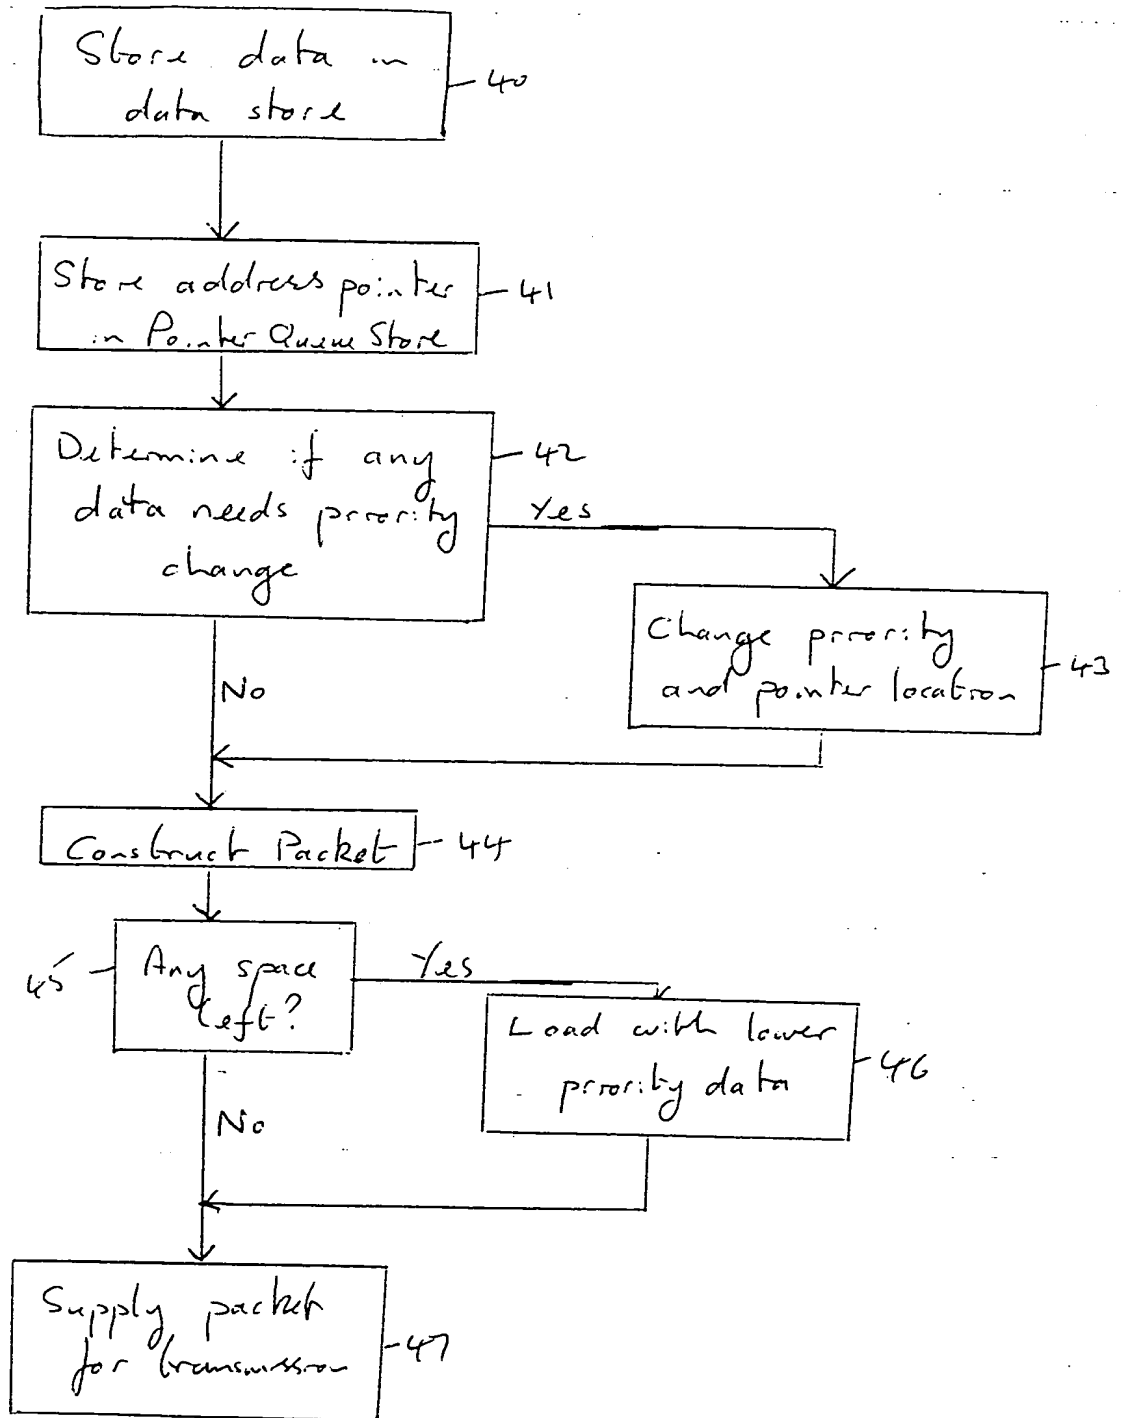 Store data in
data store
40
Store address pointer
in Pointer Queue Store
41
Determine if any
data needs priority
change
42
Yes
Change priority
and pointer location
43
No
Construct Packet
44
Any space
left?
45
Yes
Load with lower
priority data
46
No
Supply packet
for transmission
47